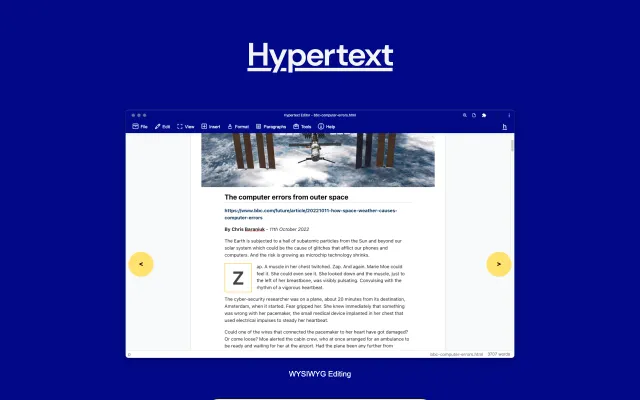 Hypertext
Hypertext Editor - bbc-computer-errors.html
File Edit View Insert Format Paragraphs Tools Help h
The computer errors from outer space
https://www.bbc.com/future/article/20221011-how-space-weather-causes-
computer-errors
By Chris Baraniuk - 11th October 2022
The Earth is subjected to a hail of subatomic particles from the Sun and beyond our
solar system which could be the cause of glitches that afflict our phones and
computers. And the risk is growing as microchip technology shrinks.
Z
ap. A muscle in her chest twitched. Zap. And again. Marie Moe could
feel it. She could even see it. She looked down and the muscle, just to
the left of her breastbone, was visibly pulsating. Convulsing with the
rhythm of a vigorous heartbeat.
< >
The cyber-security researcher was on a plane, about 20 minutes from its destination,
Amsterdam, when it started. Fear gripped her. She knew immediately that something
was wrong with her pacemaker, the small medical device implanted in her chest that
used electrical impulses to steady her heartbeat.
Could one of the wires that connected the pacemaker to her heart have got damaged?
Or come loose? Moe alerted the cabin crew, who at once arranged for an ambulance to
be ready and waiting for her at the airport. Had the plane been any further from
bbc-computer-errors.html 3707 words
WYSIWYG Editing